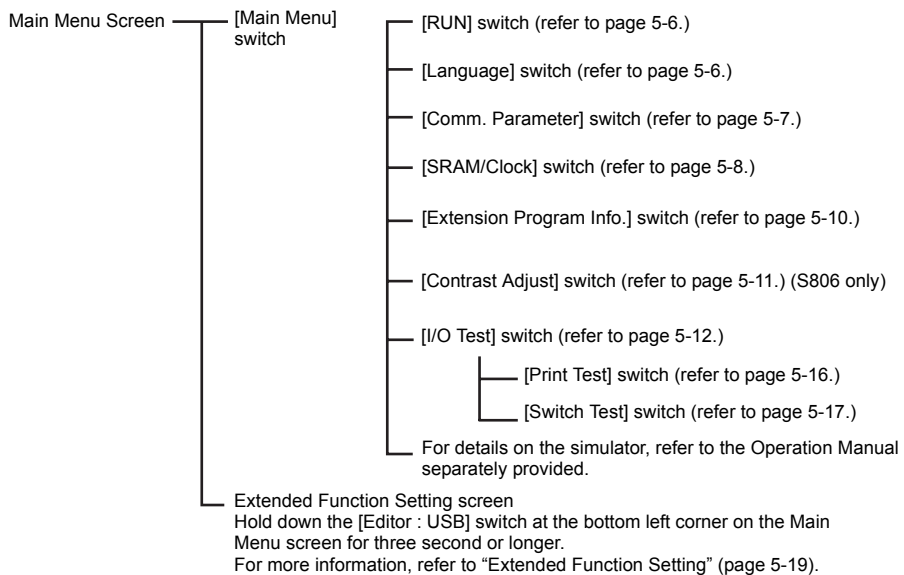 Main Menu Screen
[Main Menu]
switch
[RUN] switch (refer to page 5-6.)
[Language] switch (refer to page 5-6.)
[Comm. Parameter] switch (refer to page 5-7.)
[SRAM/Clock] switch (refer to page 5-8.)
[Extension Program Info.] switch (refer to page 5-10.)
[Contrast Adjust] switch (refer to page 5-11.) (S806 only)
[I/O Test] switch (refer to page 5-12.)
[Print Test] switch (refer to page 5-16.)
[Switch Test] switch (refer to page 5-17.)
For details on the simulator, refer to the Operation Manual
separately provided.
Extended Function Setting screen
Hold down the [Editor : USB] switch at the bottom left corner on the Main
Menu screen for three second or longer.
For more information, refer to “Extended Function Setting” (page 5-19).